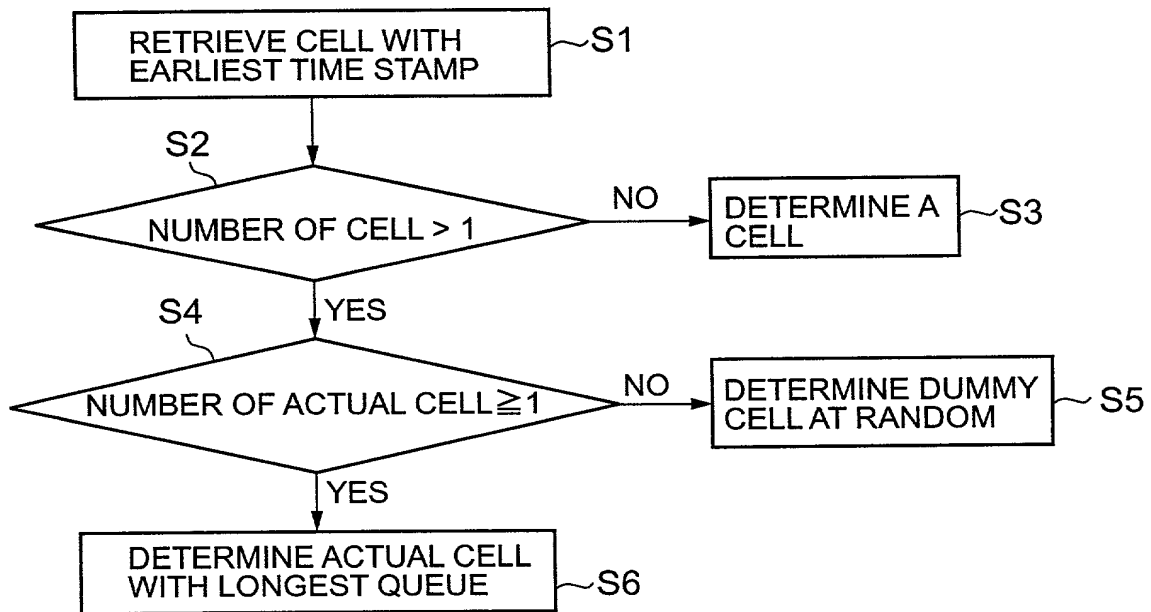 RETRIEVE CELL WITH
EARLIEST TIME STAMP
S1
S2
NUMBER OF CELL > 1
NO
DETERMINE A
CELL
S3
YES
S4
NUMBER OF ACTUAL CELL ≧ 1
NO
DETERMINE DUMMY
CELL AT RANDOM
S5
YES
DETERMINE ACTUAL CELL
WITH LONGEST QUEUE
S6